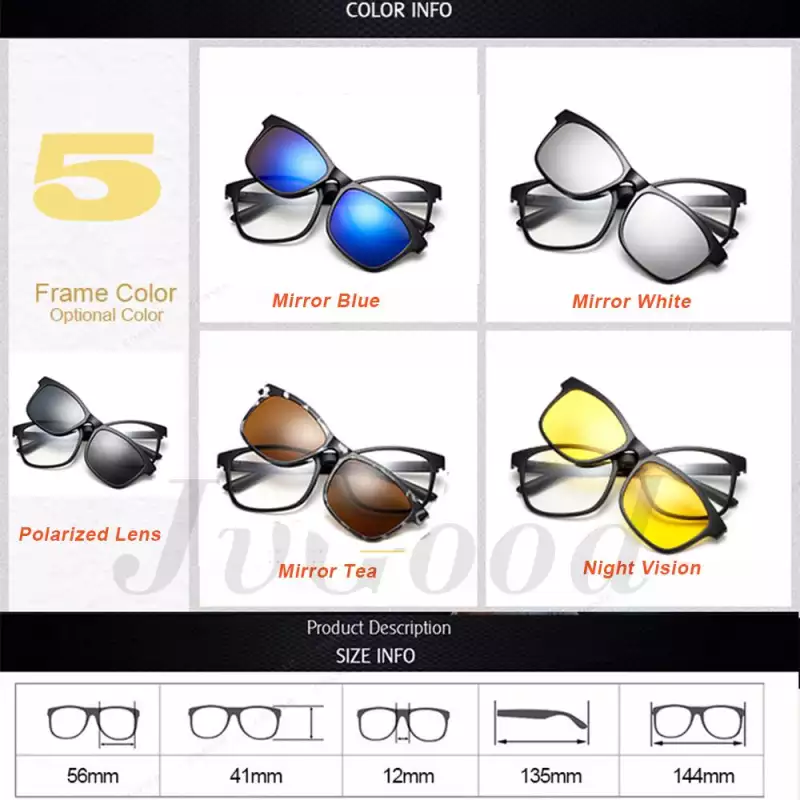 COLOR INFO
5
Frame Color
Optional Color
Mirror Blue
Mirror White
Polarized Lens
Mirror Tea
Night Vision
JvGood
Product Description
SIZE INFO
56mm
41mm
12mm
135mm
144mm